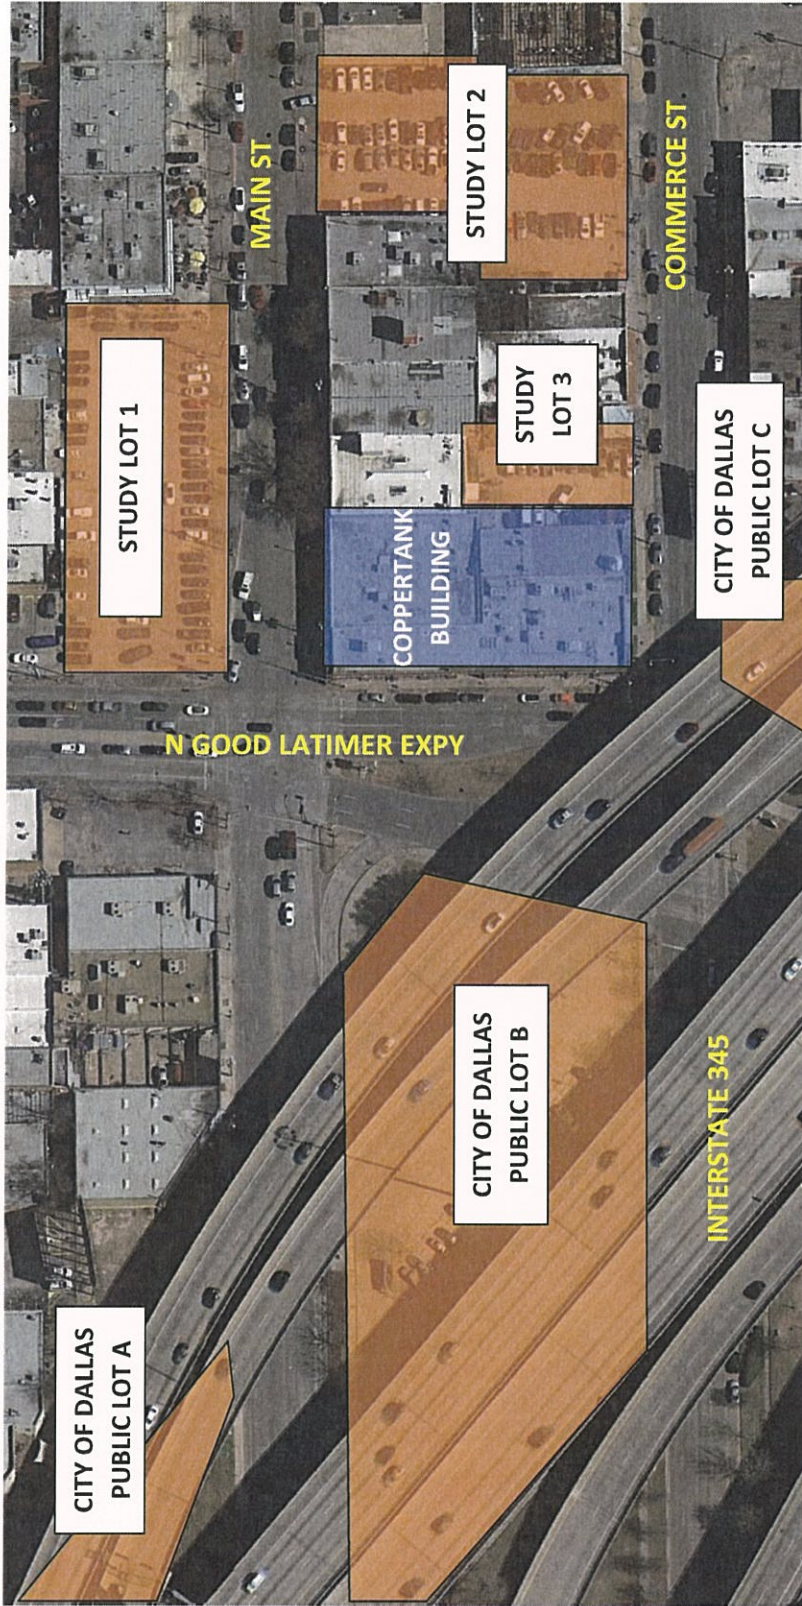 CITY OF DALLAS
PUBLIC LOT A
STUDY LOT 1
MAIN ST
N GOOD LATIMER EXPY
COPPERTANK
BUILDING
CITY OF DALLAS
PUBLIC LOT B
STUDY LOT 2
STUDY
LOT 3
COMMERCE ST
INTERSTATE 345
CITY OF DALLAS
PUBLIC LOT C